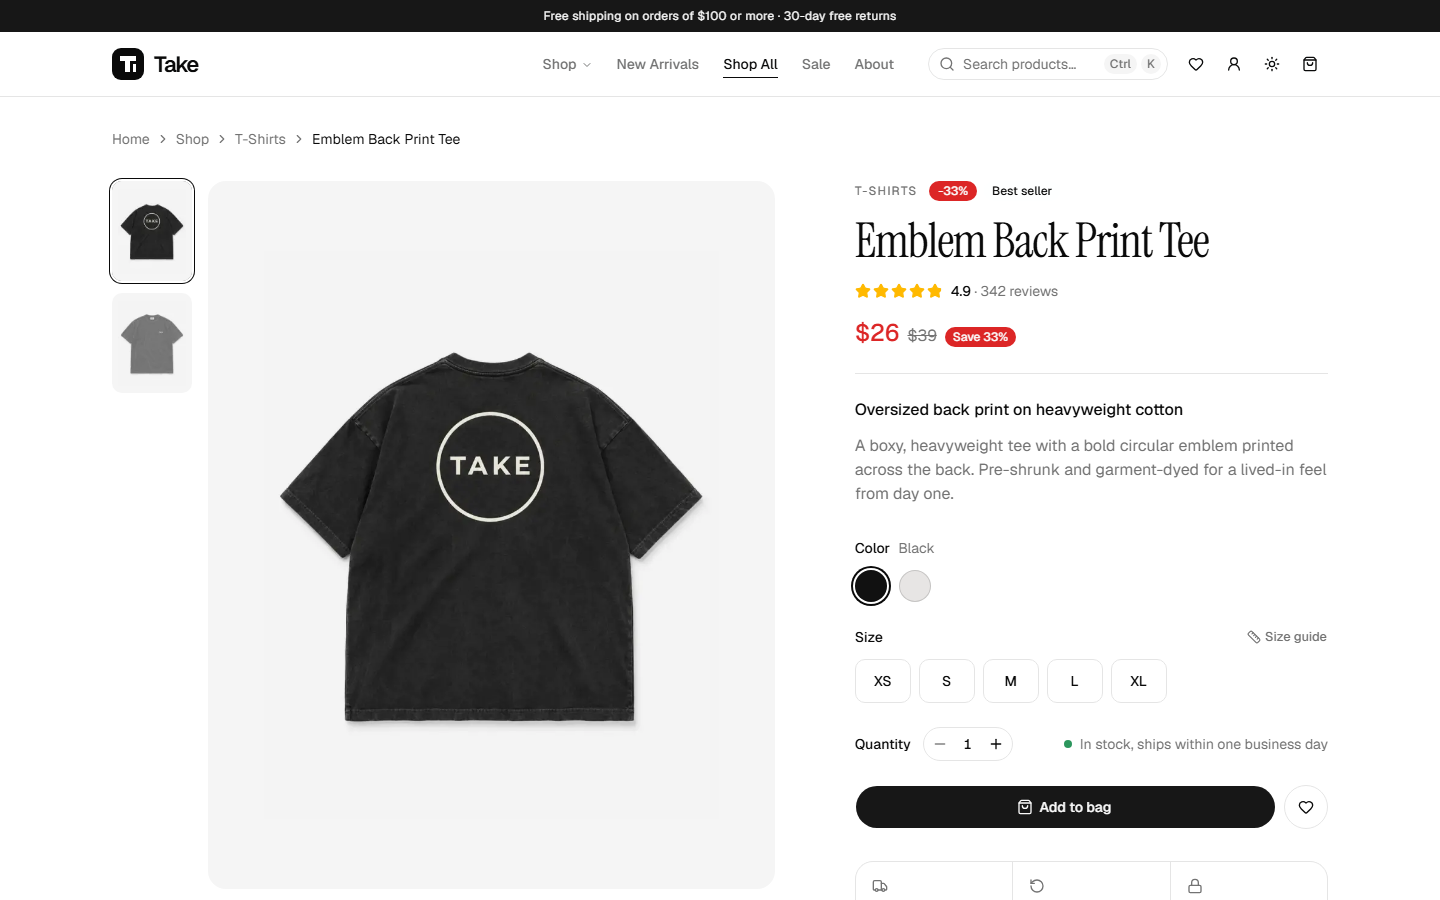 Free shipping on orders of $100 or more · 30-day free returns
Take
Shop
New Arrivals
Shop All
Sale
About
Search products...
Ctrl K
Home > Shop > T-Shirts > Emblem Back Print Tee
TAKE
TAKE
T-SHIRTS
-33%
Best seller
Emblem Back Print Tee
4.9 · 342 reviews
$26 $39 Save 33%
Oversized back print on heavyweight cotton
A boxy, heavyweight tee with a bold circular emblem printed
across the back. Pre-shrunk and garment-dyed for a lived-in feel
from day one.
Color Black
Size
Size guide
XS S M L XL
Quantity 1
In stock, ships within one business day
Add to bag